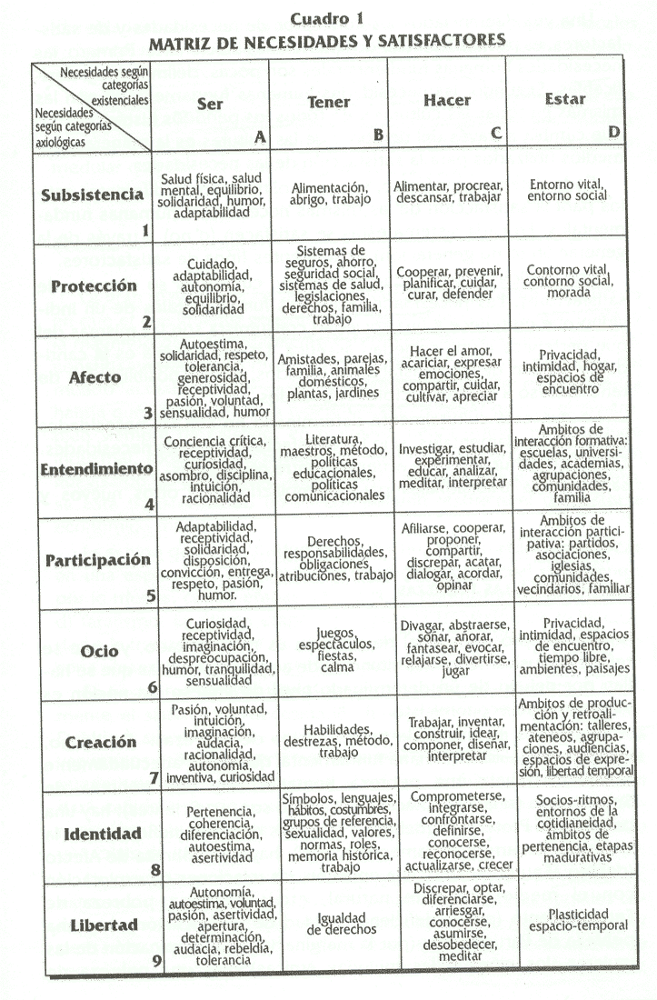 Cuadro 1
MATRIZ DE NECESIDADES Y SATISFACTORES
Necesidades según
categorías
existenciales
Necesidades
según categorías
axiológicas
Ser
A
Tener
B
Hacer
C
Estar
D
Subsistencia
1
Salud física, salud
mental, equilibrio,
solidaridad, humor,
adaptabilidad
Alimentación,
abrigo, trabajo
Alimentar, procrear,
descansar, trabajar
Entorno vital,
entorno social
Protección
2
Cuidado,
adaptabilidad,
autonomía,
equilibrio,
solidaridad
Sistemas de
seguros, ahorro,
seguridad social,
sistemas de salud,
legislaciones,
derechos, familia,
trabajo
Cooperar, prevenir,
planificar, cuidar,
curar, defender
Contorno vital,
contorno social,
morada
Afecto
3
Autoestima,
solidaridad, respeto,
tolerancia,
generosidad,
receptividad,
pasión, voluntad,
sensualidad, humor
Amistades, parejas,
familia, animales
domésticos,
plantas, jardines
Hacer el amor,
acariciar, expresar
emociones,
compartir, cuidar,
cultivar, apreciar
Privacidad,
intimidad, hogar,
espacios de
encuentro
Entendimiento
4
Conciencia crítica,
receptividad,
curiosidad,
asombro, disciplina,
intuición,
racionalidad
Literatura,
maestros, método,
políticas
educacionales,
políticas
comunicacionales
Investigar, estudiar,
experimentar,
educar, analizar,
meditar, interpretar
Ambitos de
interacción formativa:
escuelas, universi-
dades, academias,
agrupaciones,
comunidades,
familia
Participación
5
Adaptabilidad,
receptividad,
solidaridad,
disposición,
convicción, entrega,
respeto, pasión,
humor.
Derechos,
responsabilidades,
obligaciones,
atribuciones, trabajo
Afiliarse, cooperar,
proponer,
compartir,
discrepar, acatar,
dialogar, acordar,
opinar
Ambitos de
interacción partici-
pativa: partidos,
asociaciones,
iglesias,
comunidades,
vecindarios, familiar
Ocio
6
Curiosidad,
receptividad,
imaginación,
despreocupación,
humor, tranquilidad,
sensualidad
Juegos,
espectáculos,
fiestas,
calma
Divagar, abstraerse,
soñar, añorar,
fantasear, evocar,
relajarse, divertirse,
jugar
Privacidad,
intimidad, espacios
de encuentro,
tiempo libre,
ambientes, paisajes
Creación
7
Pasión, voluntad,
intuición,
imaginación,
audacia,
racionalidad,
autonomía,
inventiva, curiosidad
Habilidades,
destrezas, método,
trabajo
Trabajar, inventar,
construir, idear,
componer, diseñar,
interpretar
Ambitos de produc-
ción y retroali-
mentación: talleres,
ateneos, agrupa-
ciones, audiencias,
espacios de expre-
sión, libertad temporal
Identidad
8
Pertenencia,
coherencia,
diferenciación,
autoestima,
asertividad
Símbolos, lenguajes,
hábitos, costumbres,
grupos de referencia,
sexualidad, valores,
normas, roles,
memoria histórica,
trabajo
Comprometerse,
integrarse,
confrontarse,
definirse,
conocerse,
reconocerse,
actualizarse, crecer
Socios-ritmos,
entornos de la
cotidianeidad,
ámbitos de
pertenencia, etapas
madurativas
Libertad
9
Autonomía,
autoestima, voluntad,
pasión, asertividad,
apertura,
determinación,
audacia, rebeldía,
tolerancia
Igualdad
de derechos
Discrepar, optar,
diferenciarse,
arriesgar,
conocerse,
asumirse,
desobedecer,
meditar
Plasticidad
espacio-temporal